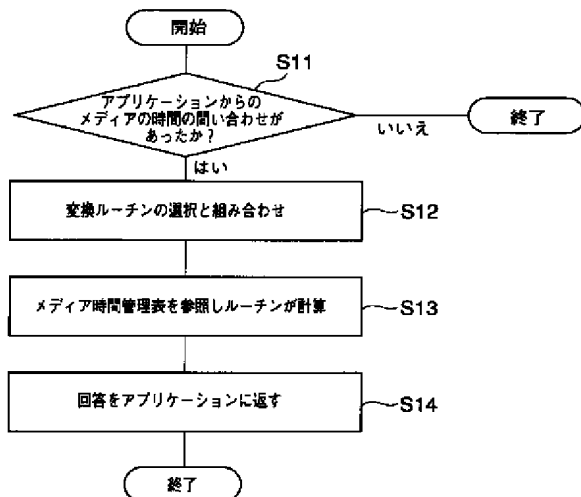 開始
S11
アプリケーションからの
メディアの時間の問い合わせが
あったか？
いいえ
終了
はい
変換ルーチンの選択と組み合わせ
S12
メディア時間管理表を参照しルーチンが計算
S13
回答をアプリケーションに返す
S14
終了